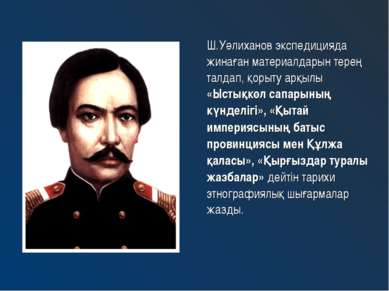 Ш.Уәлиханов экспедицияда
жинаған материалдарын терең
талдап, қорыту арқылы
«Ыстықкөл сапарының
күнделігі», «Қытай
империясының батыс
провинциясы мен Құлжа
қаласы», «Қырғыздар туралы
жазбалар» дейтін тарихи
этнографиялық шығармалар
жазды.